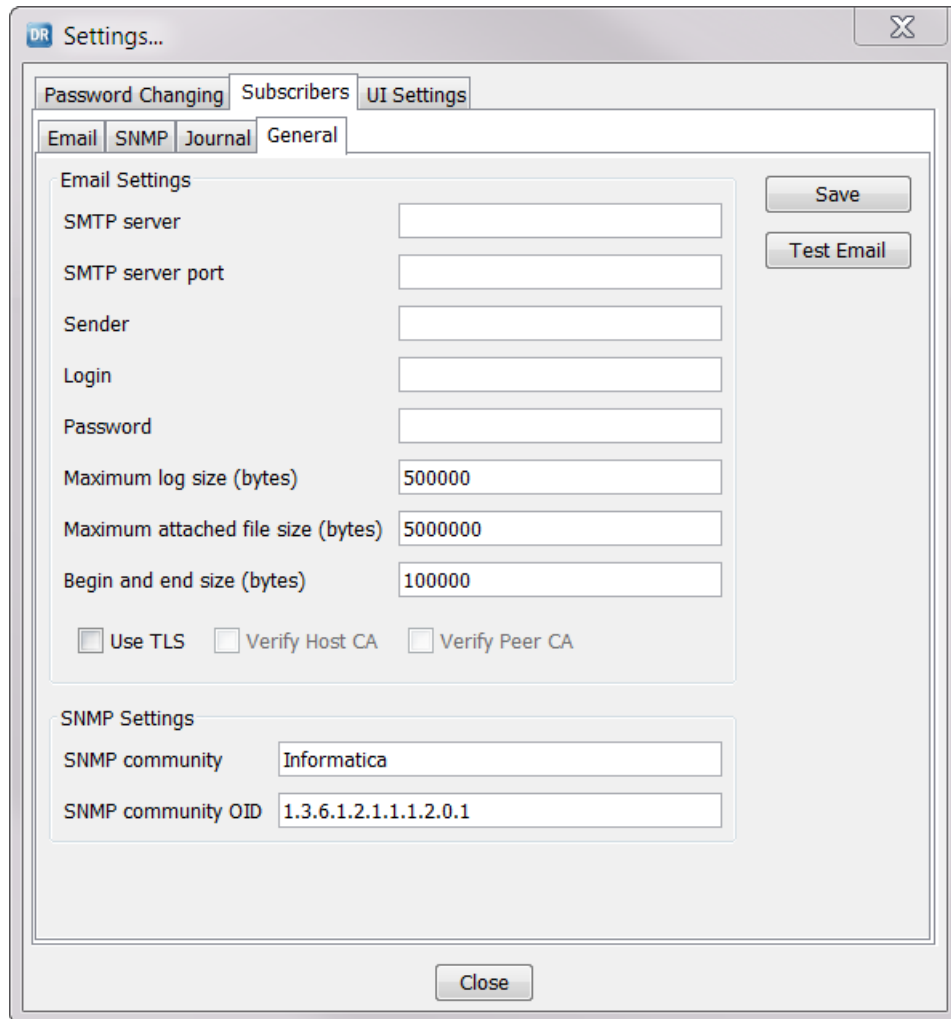 DR Settings...
Password Changing Subscribers UI Settings
Email SNMP Journal General
Email Settings
Save
SMTP server
Test Email
SMTP server port
Sender
Login
Password
Maximum log size (bytes) 500000
Maximum attached file size (bytes) 5000000
Begin and end size (bytes) 100000
Use TLS Verify Host CA Verify Peer CA
SNMP Settings
SNMP community Informatica
SNMP community OID 1.3.6.1.2.1.1.1.2.0.1
Close